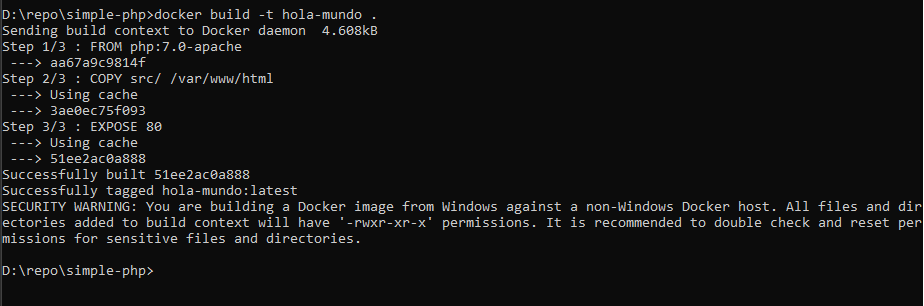 D:\repo\simple-php>docker build -t hola-mundo .
Sending build context to Docker daemon  4.608kB
Step 1/3 : FROM php:7.0-apache
 ---> aa67a9c9814f
Step 2/3 : COPY src/ /var/www/html
 ---> Using cache
 ---> 3ae0ec75f093
Step 3/3 : EXPOSE 80
 ---> Using cache
 ---> 51ee2ac0a888
Successfully built 51ee2ac0a888
Successfully tagged hola-mundo:latest
SECURITY WARNING: You are building a Docker image from Windows against a non-Windows Docker host. All files and dir
ectories added to build context will have '-rwxr-xr-x' permissions. It is recommended to double check and reset per
missions for sensitive files and directories.
D:\repo\simple-php>